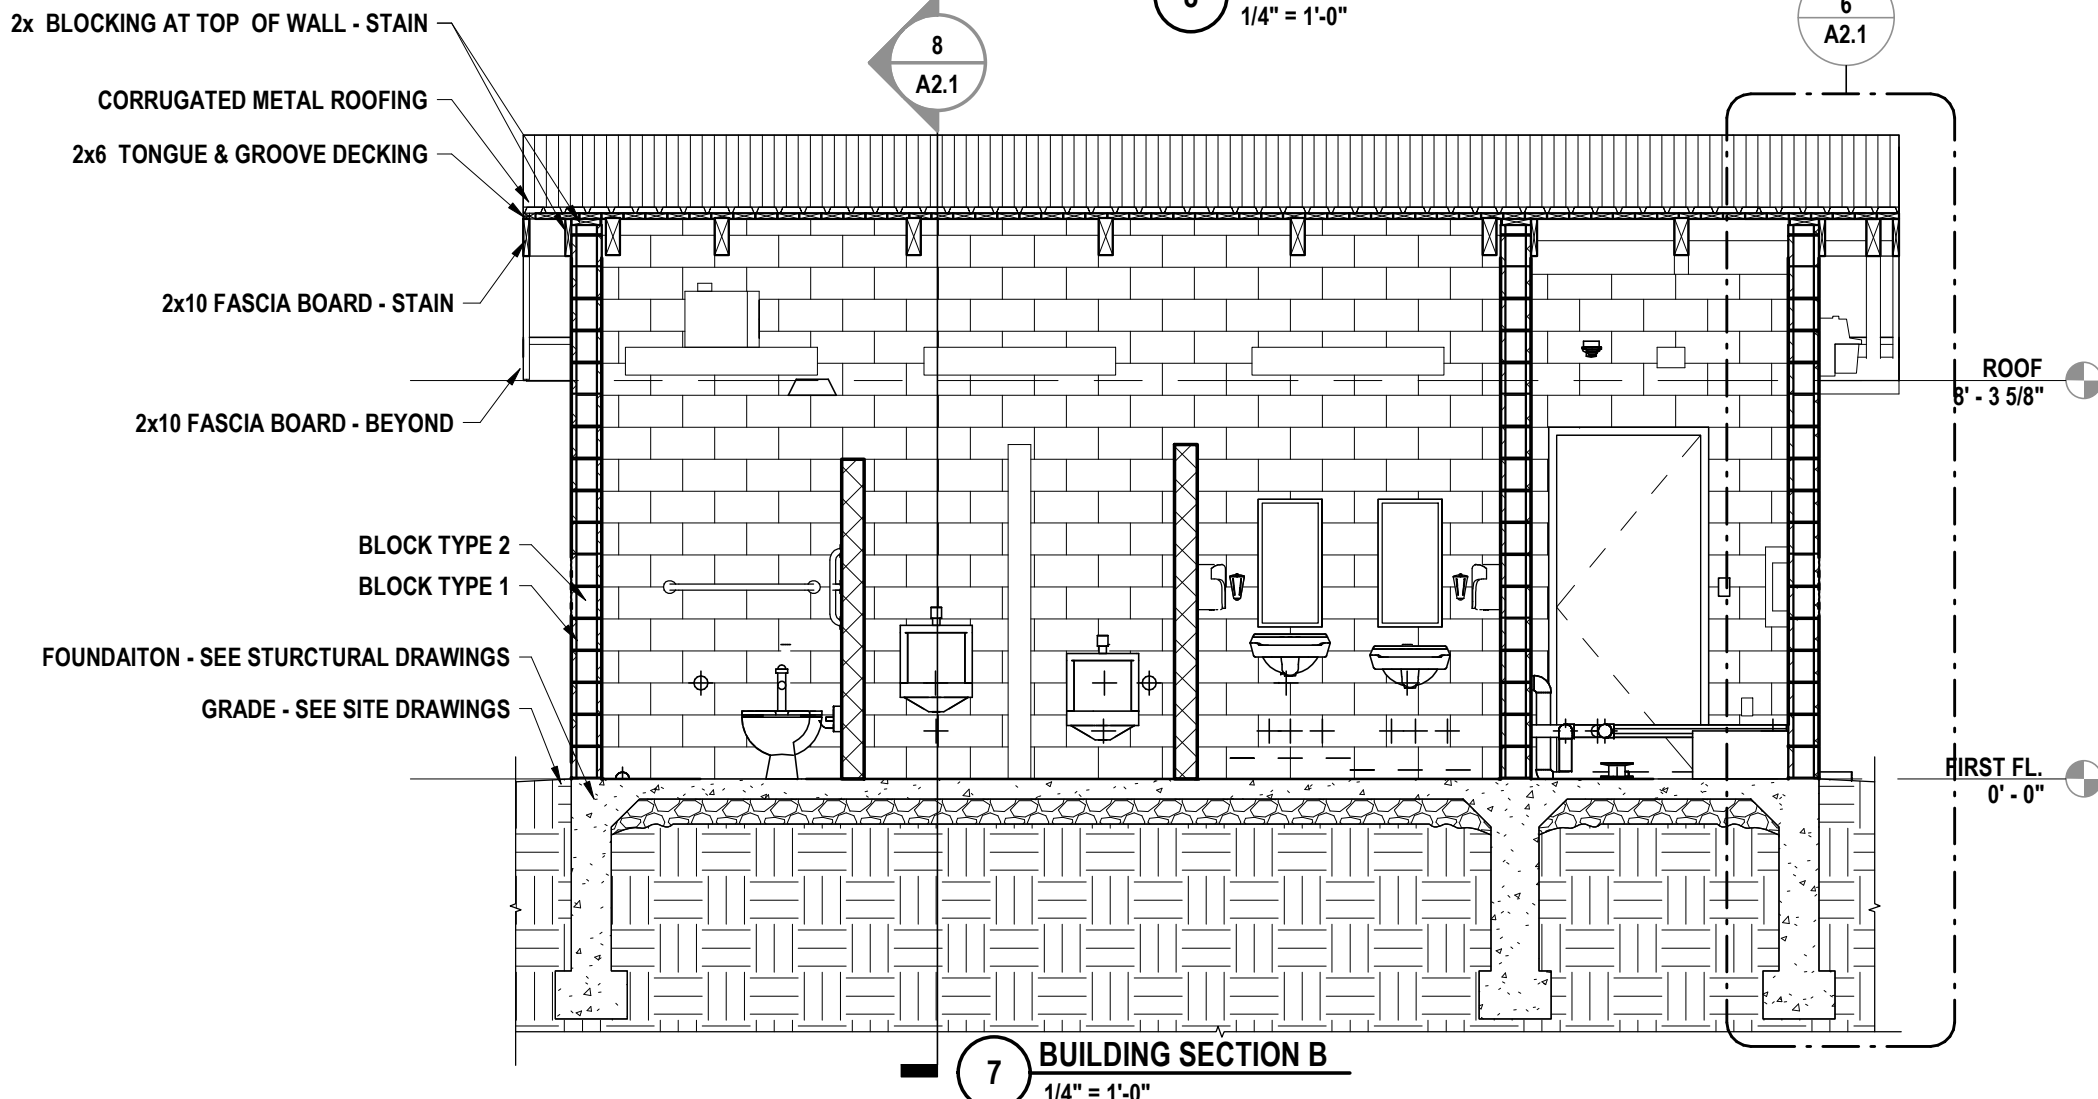 2x BLOCKING AT TOP OF WALL - STAIN
CORRUGATED METAL ROOFING
2x6 TONGUE & GROOVE DECKING
2x10 FASCIA BOARD - STAIN
2x10 FASCIA BOARD - BEYOND
BLOCK TYPE 2
BLOCK TYPE 1
FOUNDAITON - SEE STURCTURAL DRAWINGS
GRADE - SEE SITE DRAWINGS
8
A2.1
1/4" = 1'-0"
6
A2.1
ROOF
8' - 3 5/8"
FIRST FL.
0' - 0"
7
BUILDING SECTION B
1/4" = 1'-0"